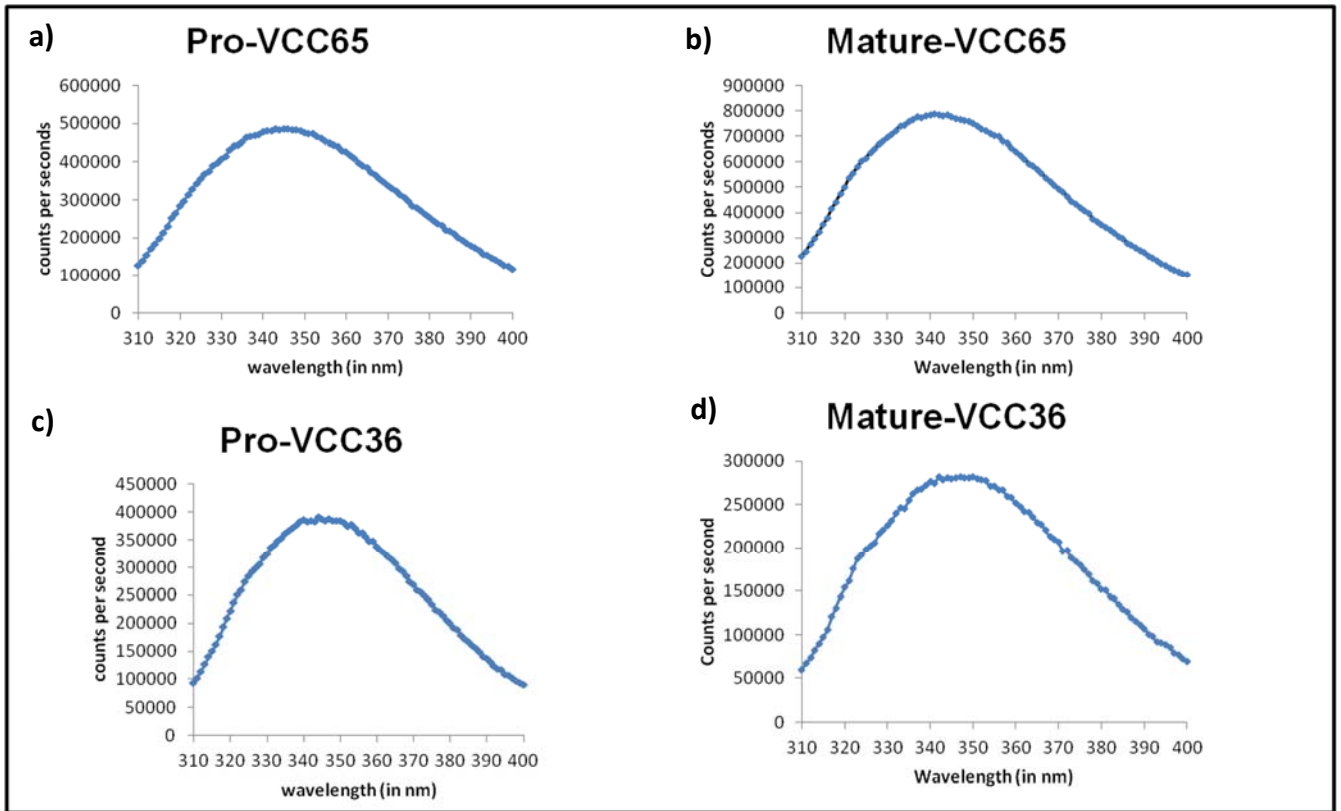 a)
Pro-VCC65
600000
500000
400000
300000
200000
100000
0
counts per seconds
310 320 330 340 350 360 370 380 390 400
wavelength (in nm)
b)
Mature-VCC65
900000
800000
700000
600000
500000
400000
300000
200000
100000
0
Counts per seconds
310 320 330 340 350 360 370 380 390 400
Wavelength (in nm)
c)
Pro-VCC36
450000
400000
350000
300000
250000
200000
150000
100000
50000
0
counts per second
310 320 330 340 350 360 370 380 390 400
wavelength (in nm)
d)
Mature-VCC36
300000
250000
200000
150000
100000
50000
0
Counts per second
310 320 330 340 350 360 370 380 390 400
Wavelength (in nm)